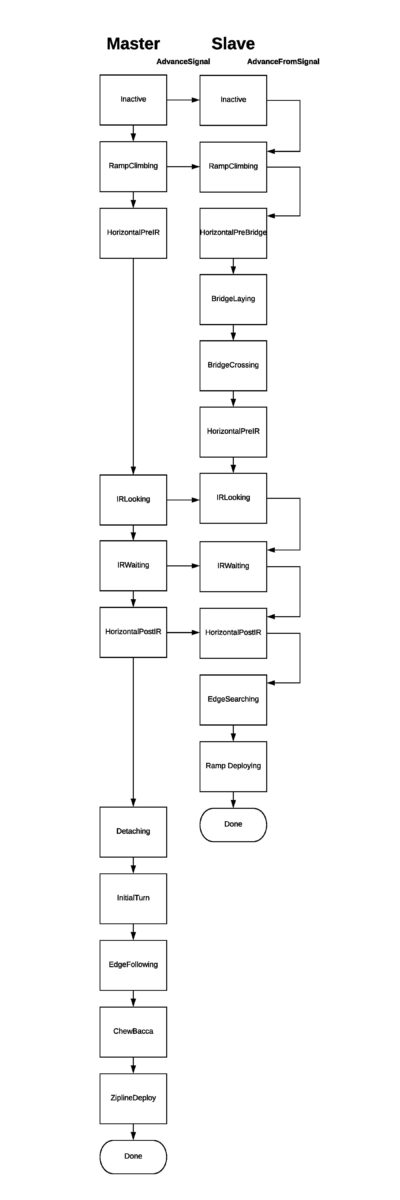 Master Slave
AdvanceSignal AdvanceFromSignal
Inactive Inactive
RampClimbing RampClimbing
HorizontalPreIR HorizontalPreBridge
BridgeLaying
BridgeCrossing
HorizontalPreIR
IRLooking IRLooking
IRWaiting IRWaiting
HorizontalPostIR HorizontalPostIR
EdgeSearching
Ramp Deploying
Detaching Done
InitialTurn
EdgeFollowing
ChewBacca
ZiplineDeploy
Done